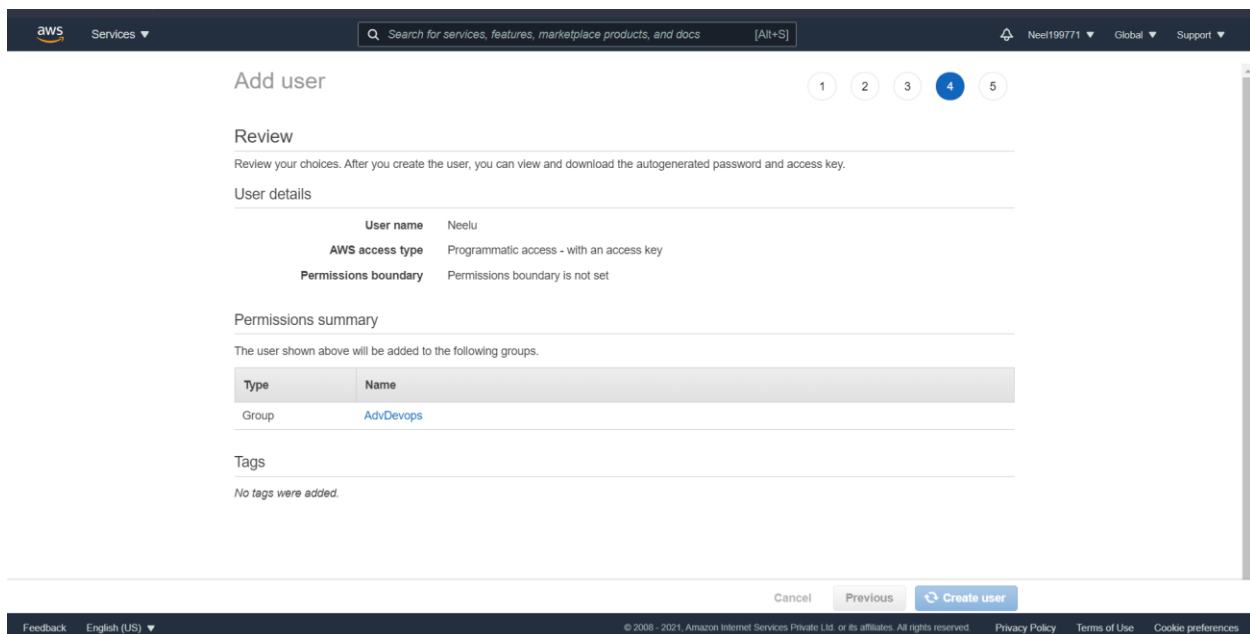 aws Services ▼ Search for services, features, marketplace products, and docs [Alt+S] Neel199771 ▼ Global ▼ Support ▼
Add user 1 2 3 4 5
Review
Review your choices. After you create the user, you can view and download the autogenerated password and access key.
User details
User name Neelu
AWS access type Programmatic access - with an access key
Permissions boundary Permissions boundary is not set
Permissions summary
The user shown above will be added to the following groups.
Type Name
Group AdvDevops
Tags
No tags were added.
Cancel Previous Create user
Feedback English (US) ▼ © 2008 - 2021, Amazon Internet Services Private Ltd. or its affiliates. All rights reserved. Privacy Policy Terms of Use Cookie preferences